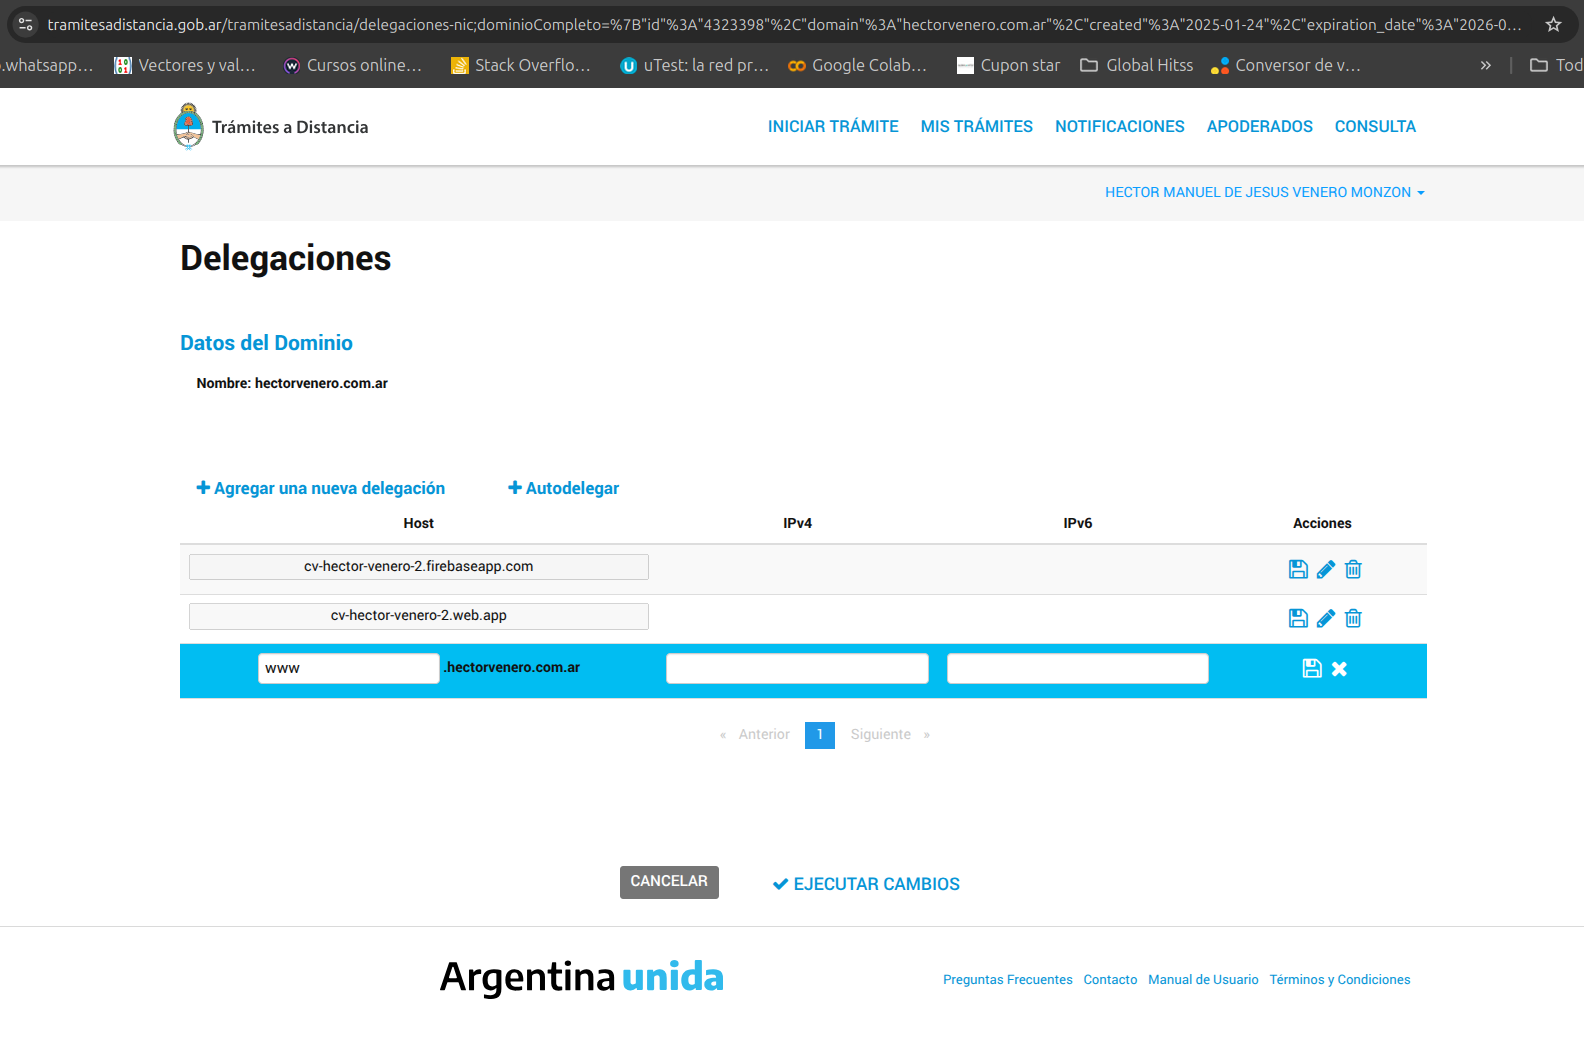 tramitesadistancia.gob.ar/tramitesadistancia/delegaciones-nic;dominioCompleto=%7B"id"%3A"4323398"%2C"domain"%3A"hectorvenero.com.ar"%2C"created"%3A"2025-01-24"%2C"expiration_date"%3A"2026-0...
.whatsapp... Vectores y val... Cursos online... Stack Overflo... uTest: la red pr... Google Colab... Cupon star Global Hitss Conversor de v... » Tod
Trámites a Distancia INICIAR TRÁMITE MIS TRÁMITES NOTIFICACIONES APODERADOS CONSULTA
HECTOR MANUEL DE JESUS VENERO MONZON
Delegaciones
Datos del Dominio
Nombre: hectorvenero.com.ar
Agregar una nueva delegación Autodelegar
Host IPv4 IPv6 Acciones
cv-hector-venero-2.firebaseapp.com
cv-hector-venero-2.web.app
www .hectorvenero.com.ar
« Anterior 1 Siguiente »
CANCELAR EJECUTAR CAMBIOS
Argentina unida Preguntas Frecuentes Contacto Manual de Usuario Términos y Condiciones